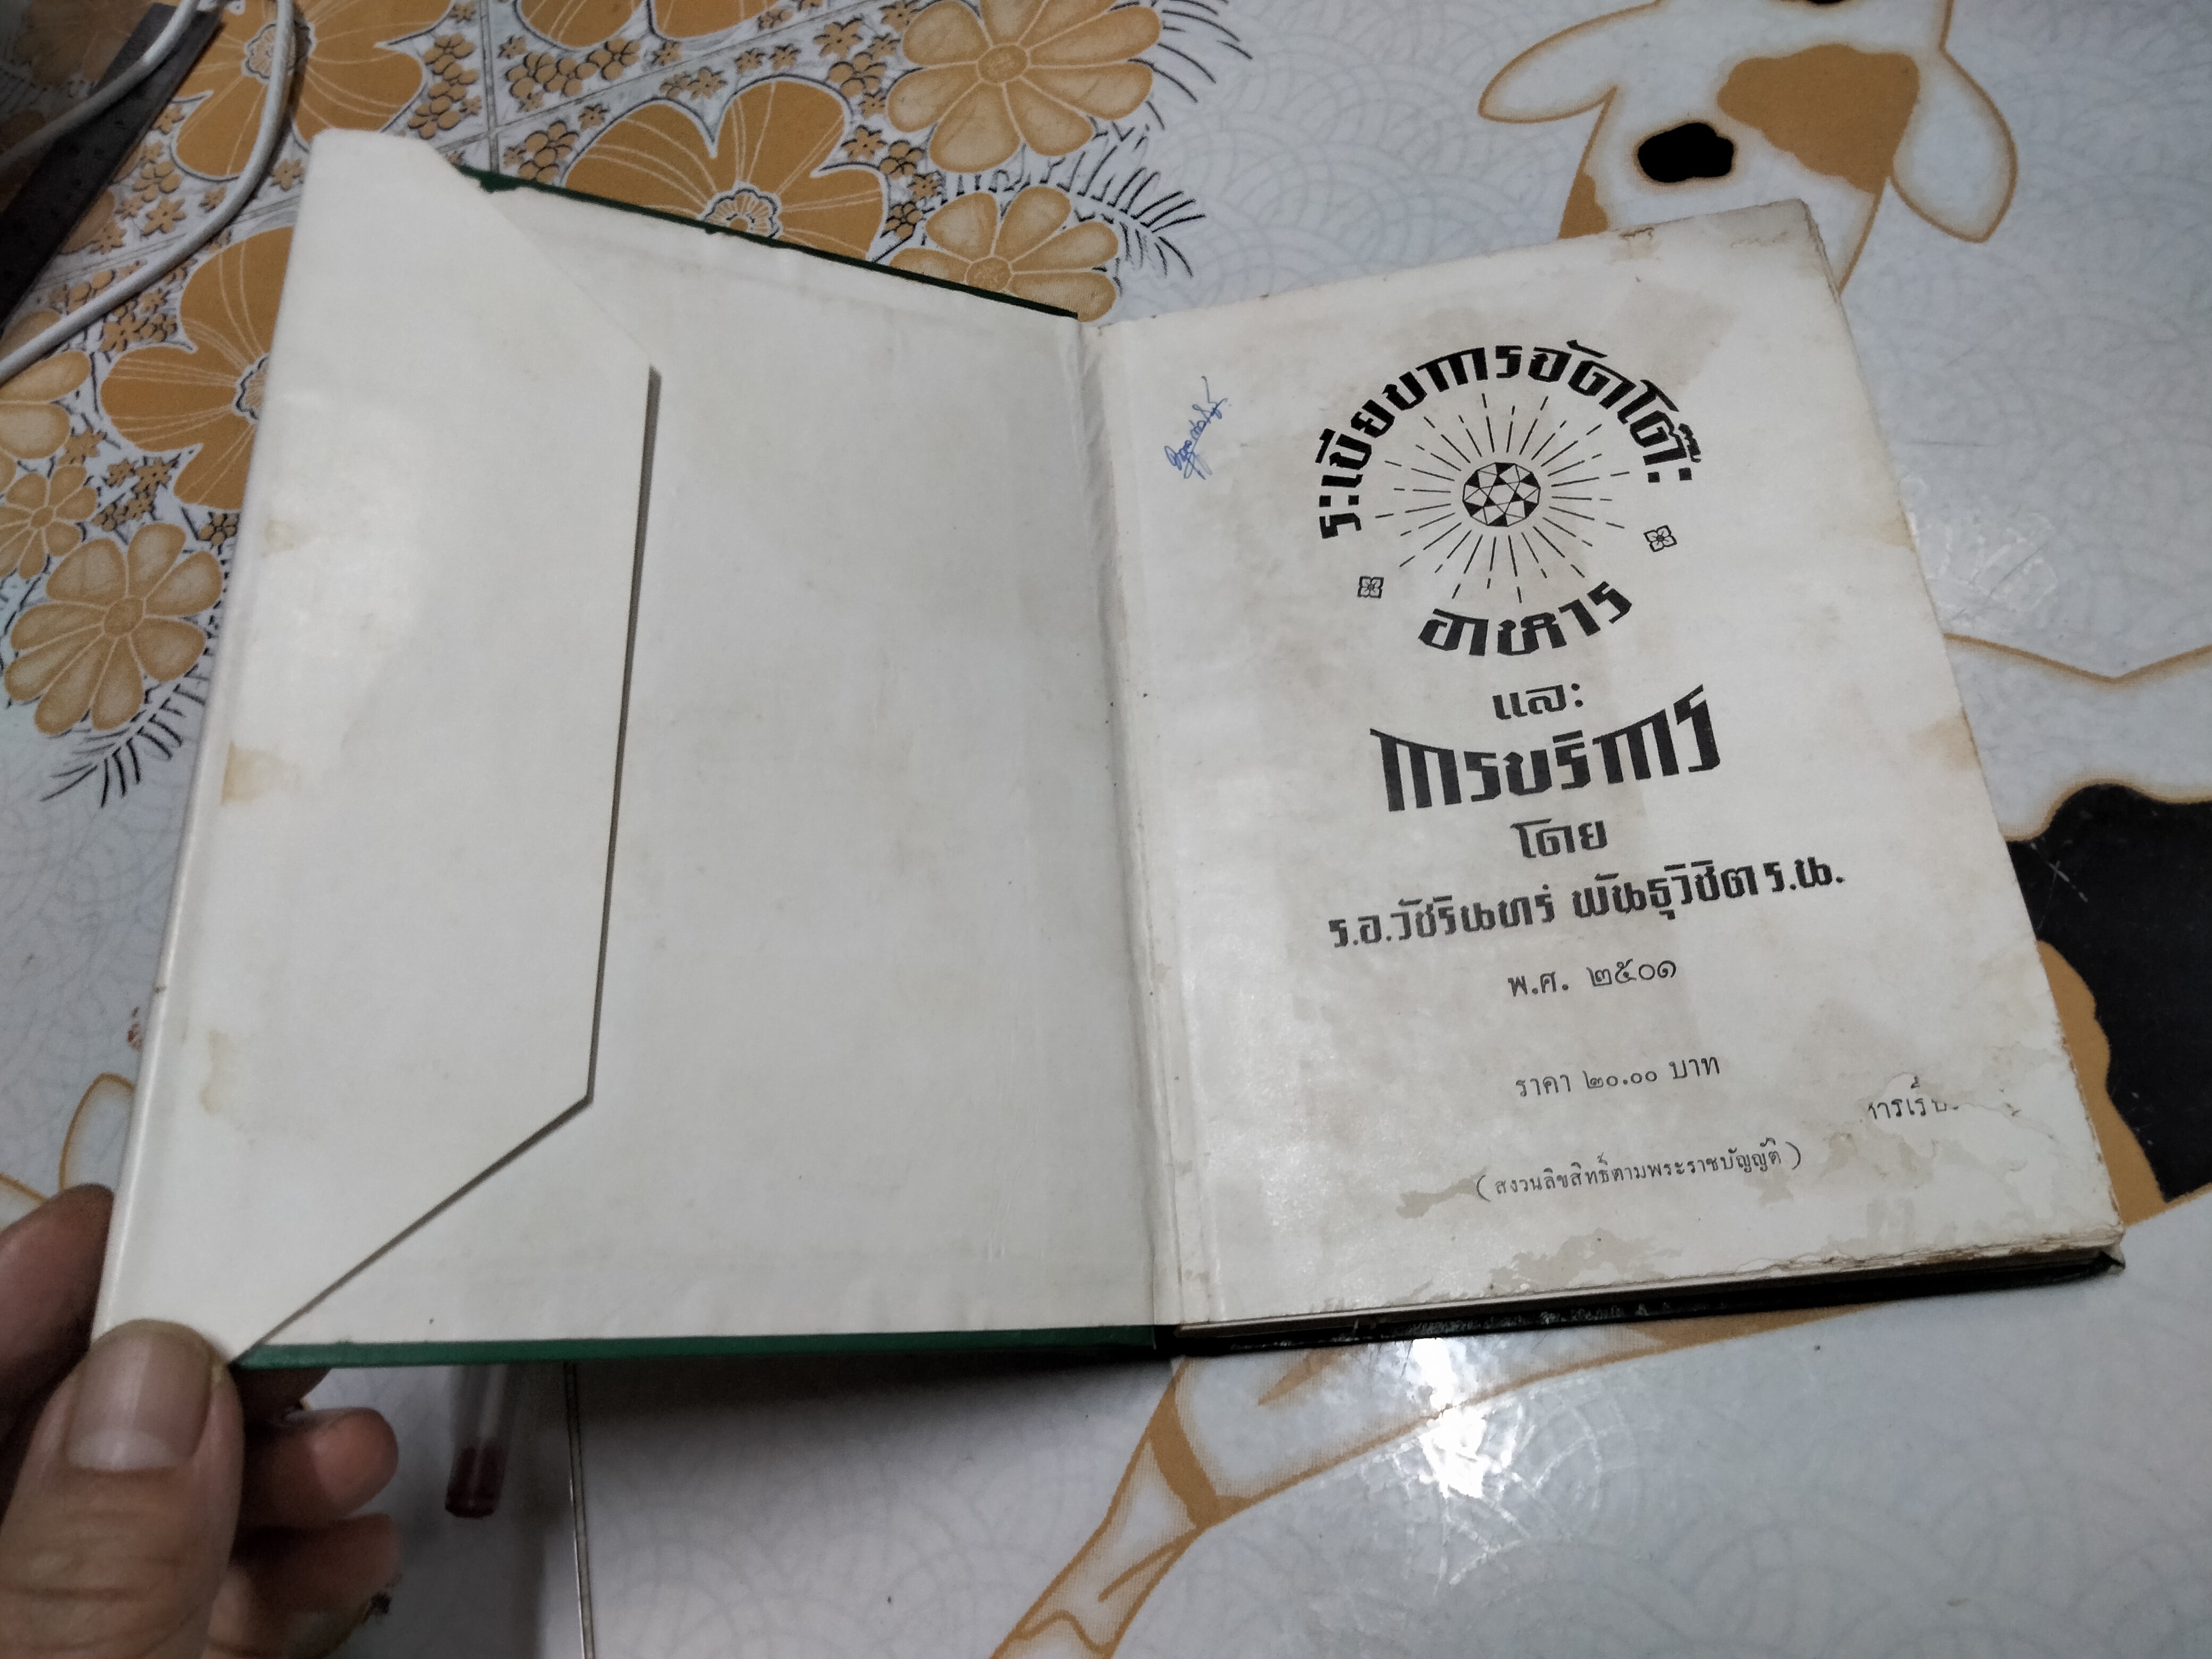 ระเบียบการจัดโต๊ะ
อาหาร
และ
การบริการ
โดย
ร.อ.วัชรินทร์ พันธุวิชิต ร.น.
พ.ศ. ๒๕๐๑
ราคา ๒๐.๐๐ บาท
(สงวนลิขสิทธิ์ตามพระราชบัญญัติ)